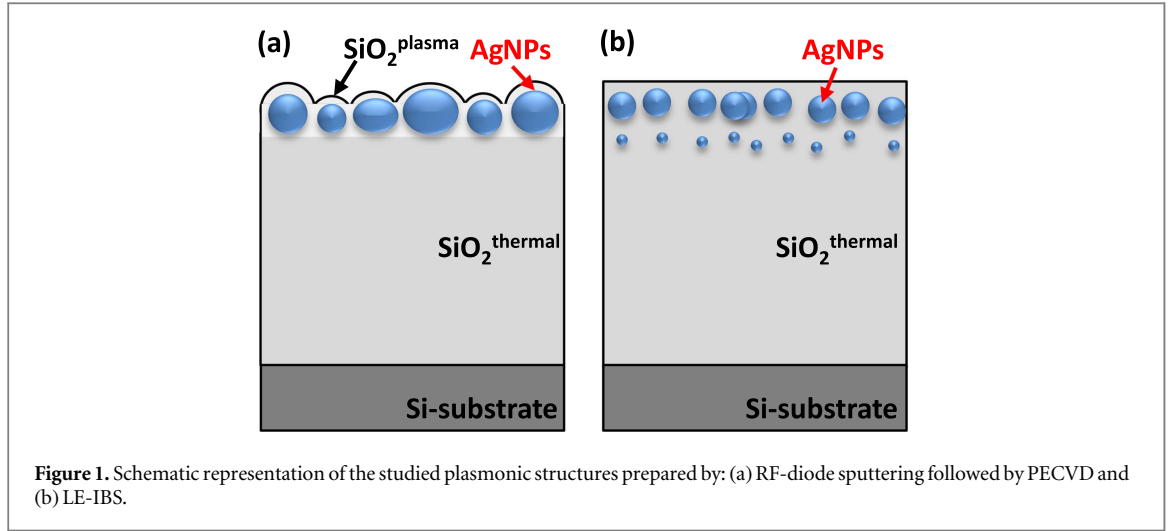 (a)
SiO₂ᵖˡᵃˢᵐᵃ
AgNPs
SiO₂ᵗʰᵉʳᵐᵃˡ
Si-substrate
(b)
AgNPs
SiO₂ᵗʰᵉʳᵐᵃˡ
Si-substrate
Figure 1. Schematic representation of the studied plasmonic structures prepared by: (a) RF-diode sputtering followed by PECVD and
(b) LE-IBS.